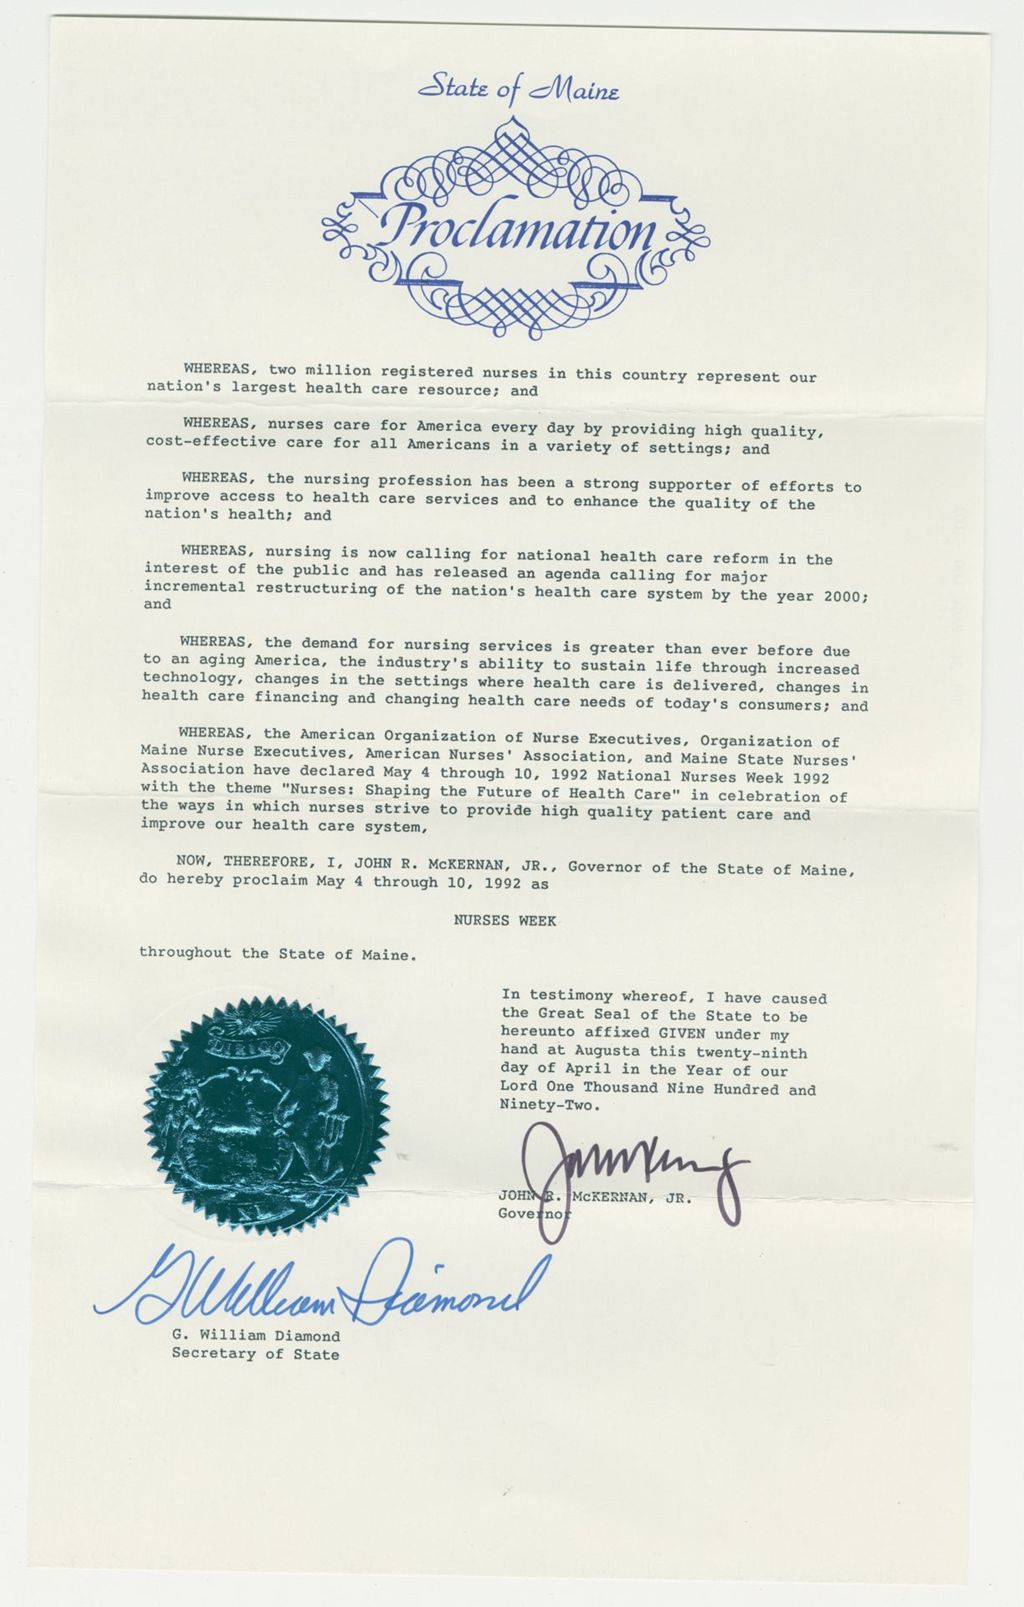 State of Maine
Proclamation
WHEREAS, two million registered nurses in this country represent our
nation's largest health care resource; and
WHEREAS, nurses care for America every day by providing high quality,
cost-effective care for all Americans in a variety of settings; and
WHEREAS, the nursing profession has been a strong supporter of efforts to
improve access to health care services and to enhance the quality of the
nation's health; and
WHEREAS, nursing is now calling for national health care reform in the
interest of the public and has released an agenda calling for major
incremental restructuring of the nation's health care system by the year 2000;
and
WHEREAS, the demand for nursing services is greater than ever before due
to an aging America, the industry's ability to sustain life through increased
technology, changes in the settings where health care is delivered, changes in
health care financing and changing health care needs of today's consumers; and
WHEREAS, the American Organization of Nurse Executives, Organization of
Maine Nurse Executives, American Nurses' Association, and Maine State Nurses'
Association have declared May 4 through 10, 1992 National Nurses Week 1992
with the theme "Nurses: Shaping the Future of Health Care" in celebration of
the ways in which nurses strive to provide high quality patient care and
improve our health care system,
NOW, THEREFORE, I, JOHN R. McKERNAN, JR., Governor of the State of Maine,
do hereby proclaim May 4 through 10, 1992 as
NURSES WEEK
throughout the State of Maine.
In testimony whereof, I have caused
the Great Seal of the State to be
hereunto affixed GIVEN under my
hand at Augusta this twenty-ninth
day of April in the Year of our
Lord One Thousand Nine Hundred and
Ninety-Two.
DIRIGO
JOHN R. McKERNAN, JR.
Governor
G William Diamond
G. William Diamond
Secretary of State